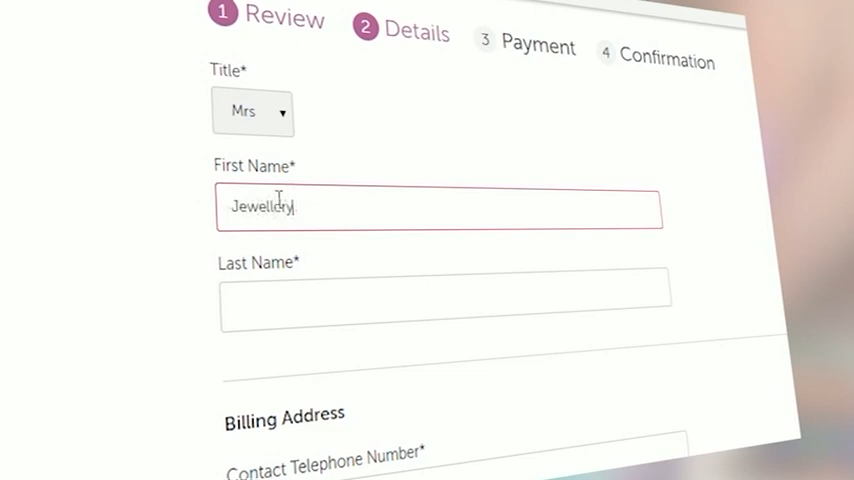 1 Review 2 Details 3 Payment 4 Confirmation
Title*
Mrs
First Name*
Jewellery
Last Name*
Billing Address
Contact Telephone Number*